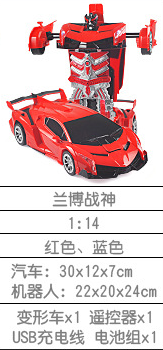 兰博战神
1:14
红色、蓝色
汽车：30x12x7cm
机器人：22x20x24cm
变形车x1 遥控器x1
USB充电线 电池组x1